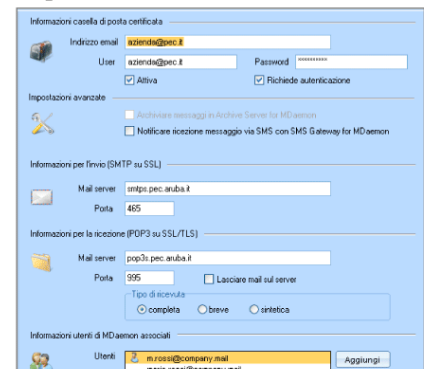 Informazioni casella di posta certificata
Indirizzo email azienda@pec.it
User azienda@pec.it Password **********
Attiva Richiede autenticazione
Impostazioni avanzate
Archiviare messaggi in Archive Server for MDaemon
Notificare ricezione messaggio via SMS con SMS Gateway for MDaemon
Informazioni per l'invio (SMTP su SSL)
Mail server smtps.pec.aruba.it
Porta 465
Informazioni per la ricezione (POP3 su SSL/TLS)
Mail server pop3s.pec.aruba.it
Porta 995 Lasciare mail sul server
Tipo di ricevuta
completa breve sintetica
Informazioni utenti di MDaemon associati
Utenti m.rossi@company.mail Aggiungi